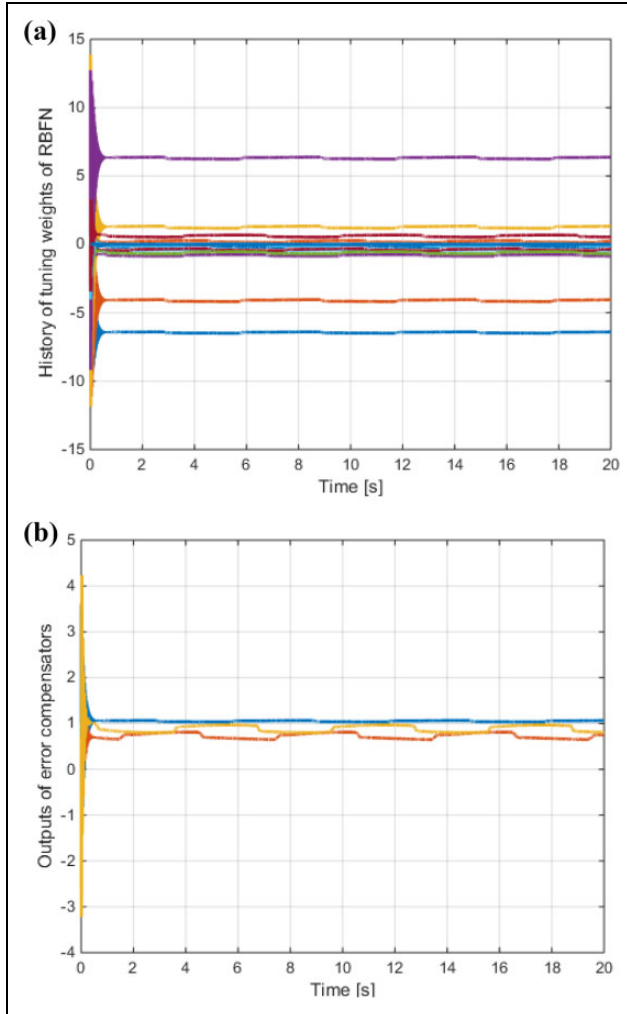 (a)
History of tuning weights of RBFN
15
10
5
0
-5
-10
-15
0 2 4 6 8 10 12 14 16 18 20
Time [s]
(b)
Outputs of error compensators
5
4
3
2
1
0
-1
-2
-3
-4
0 2 4 6 8 10 12 14 16 18 20
Time [s]